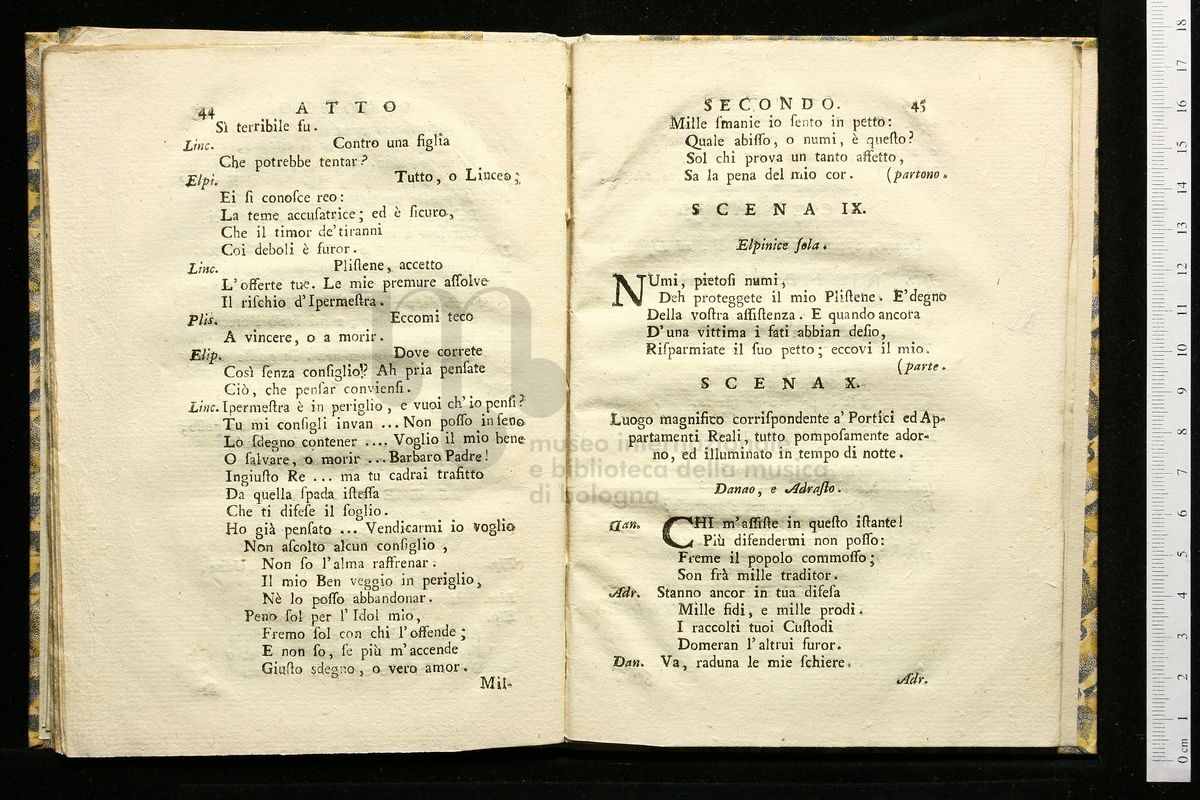 44 ATTO
Sì terribile fu.
Linc. Contro una figlia
Che potrebbe tentar?
Elpi. Tutto, o Linceo;
Ei ſi conoſce reo:
La teme accuſatrice; ed è ſicuro,
Che il timor de'tiranni
Coi deboli è furor.
Linc. Pliſtene, accetto
L'offerte tue. Le mie premure aſſolve
Il riſchio d'Ipermeſtra.
Plis. Eccomi teco
A vincere, o a morir.
Elip. Dove correte
Così ſenza conſiglio!? Ah pria penſate
Ciò, che penſar convienſi.
Linc. Ipermeſtra è in periglio, e vuoi ch'io penſi?
Tu mi conſigli invan ... Non poſſo in ſeno
Lo ſdegno contener .... Voglio il mio bene
O ſalvare, o morir ... Barbaro Padre!
Ingiuſto Re ... ma tu cadrai trafitto
Da quella ſpada iſteſſa
Che ti difeſe il ſoglio.
Ho già penſato ... Vendicarmi io voglio
Non aſcolto alcun conſiglio,
Non ſo l'alma raffrenar.
Il mio Ben veggio in periglio,
Nè lo poſſo abbandonar.
Peno ſol per l'Idol mio,
Fremo ſol con chi l'offende;
E non ſo, ſe più m'accende
Giuſto sdegno, o vero amor.
Mil-
SECONDO. 45
Mille ſmanie io ſento in petto:
Quale abiſſo, o numi, è queſto?
Sol chi prova un tanto affetto,
Sa la pena del mio cor. (partono.
SCENA IX.
Elpinice ſola.
NUmi, pietoſi numi,
Deh proteggete il mio Pliſtene. E'degno
Della voſtra aſſiſtenza. E quando ancora
D'una vittima i fati abbian deſio,
Riſparmiate il ſuo petto; eccovi il mio.
(parte.
SCENA X.
Luogo magnifico corriſpondente a' Portici ed Ap-
partamenti Reali, tutto pompoſamente ador-
no, ed illuminato in tempo di notte.
Danao, e Adraſto.
Dan. CHI m'aſſiſte in queſto iſtante!
Più difendermi non poſſo:
Freme il popolo commoſſo;
Son frà mille traditor.
Adr. Stanno ancor in tua difeſa
Mille fidi, e mille prodi.
I raccolti tuoi Cuſtodi
Domeran l'altrui furor.
Dan. Va, raduna le mie ſchiere.
Adr.
museo internazionale
e biblioteca della musica
di bologna
0 cm 1 2 3 4 5 6 7 8 9 10 11 12 13 14 15 16 17 18